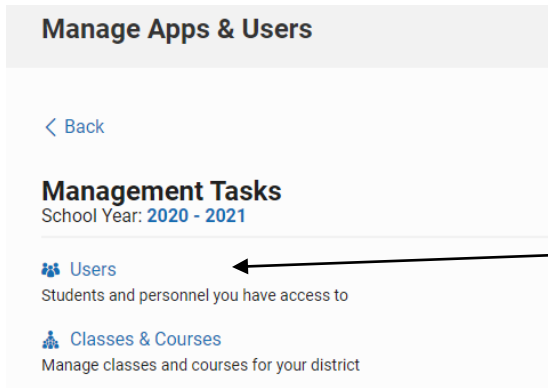 Manage Apps & Users
< Back
Management Tasks
School Year: 2020 - 2021
Users
Students and personnel you have access to
Classes & Courses
Manage classes and courses for your district